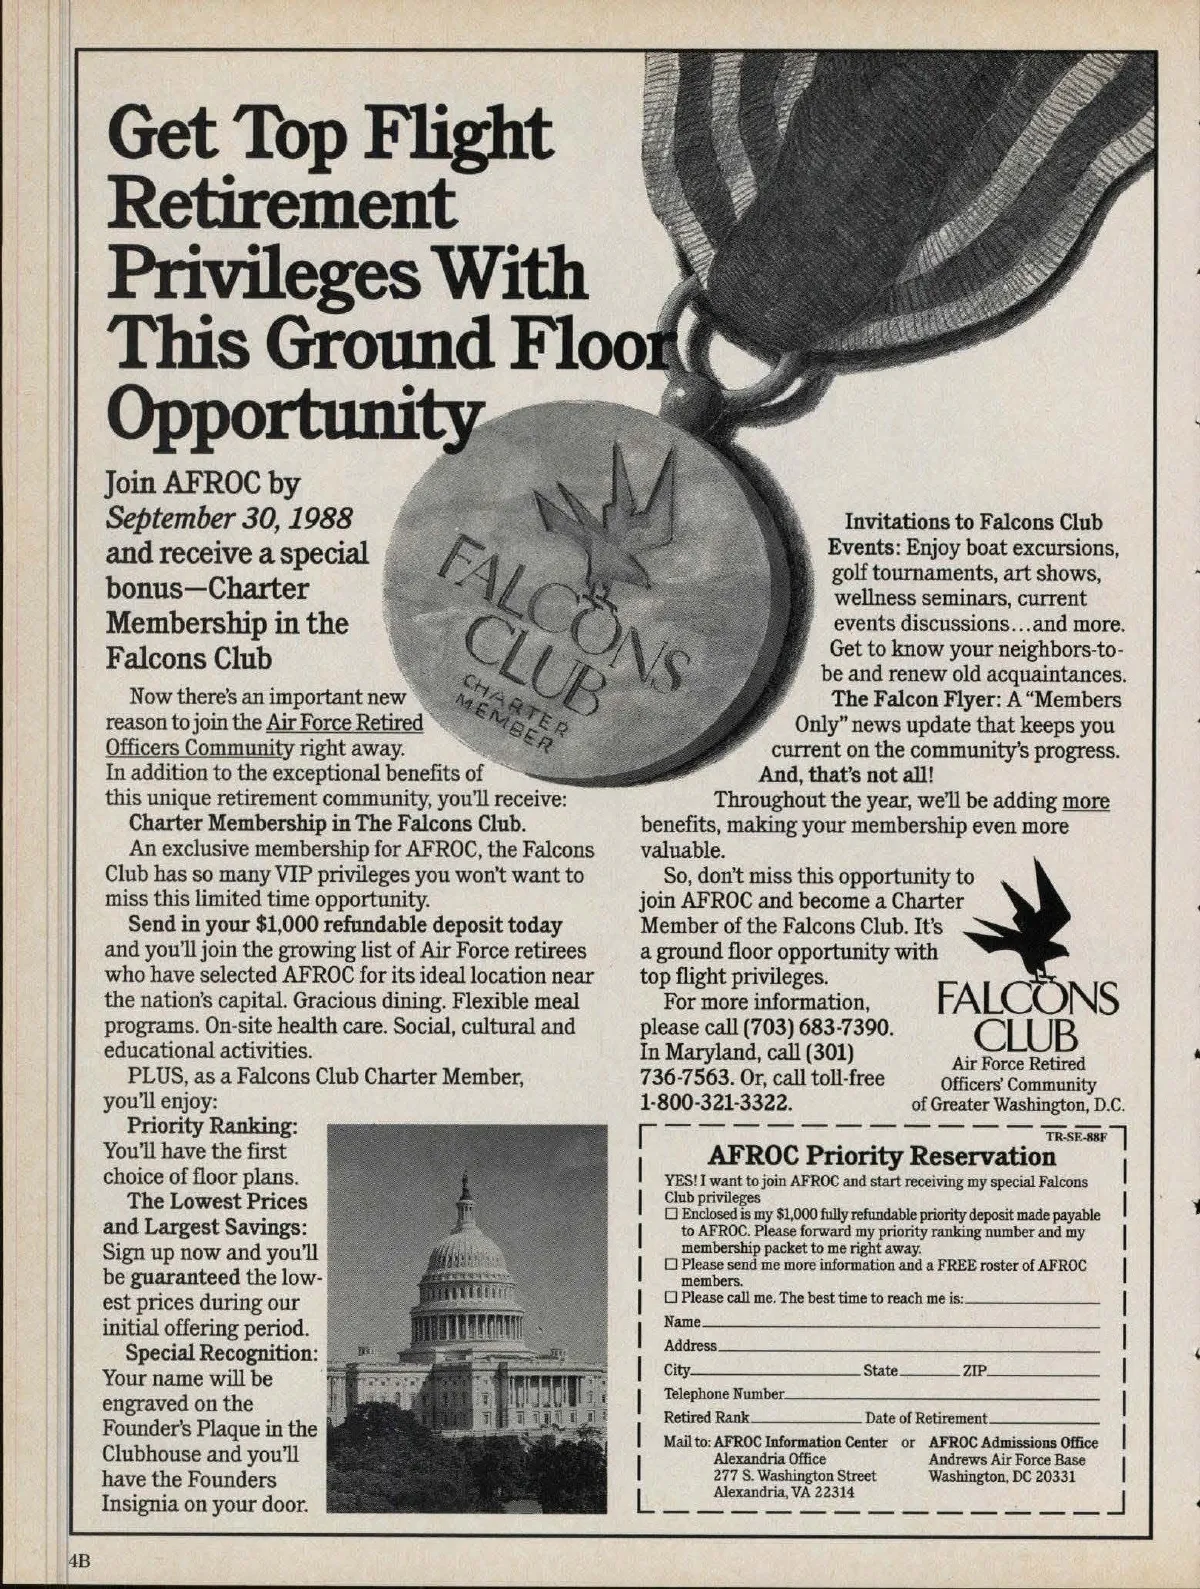 Get Top Flight
Retirement
Privileges With
This Ground Floor
Opportunity
Join AFROC by
September 30, 1988
and receive a special
bonus—Charter
Membership in the
Falcons Club
Now there's an important new
reason to join the Air Force Retired
Officers Community right away.
In addition to the exceptional benefits of
this unique retirement community, you'll receive:
Charter Membership in The Falcons Club.
An exclusive membership for AFROC, the Falcons
Club has so many VIP privileges you won't want to
miss this limited time opportunity.
Send in your $1,000 refundable deposit today
and you'll join the growing list of Air Force retirees
who have selected AFROC for its ideal location near
the nation's capital. Gracious dining. Flexible meal
programs. On-site health care. Social, cultural and
educational activities.
PLUS, as a Falcons Club Charter Member,
you'll enjoy:
Priority Ranking:
You'll have the first
choice of floor plans.
The Lowest Prices
and Largest Savings:
Sign up now and you'll
be guaranteed the low-
est prices during our
initial offering period.
Special Recognition:
Your name will be
engraved on the
Founder's Plaque in the
Clubhouse and you'll
have the Founders
Insignia on your door.
FALCONS
CLUB
CHARTER
MEMBER
Invitations to Falcons Club
Events: Enjoy boat excursions,
golf tournaments, art shows,
wellness seminars, current
events discussions...and more.
Get to know your neighbors-to-
be and renew old acquaintances.
The Falcon Flyer: A "Members
Only" news update that keeps you
current on the community's progress.
And, that's not all!
Throughout the year, we'll be adding more
benefits, making your membership even more
valuable.
So, don't miss this opportunity to
join AFROC and become a Charter
Member of the Falcons Club. It's
a ground floor opportunity with
top flight privileges.
For more information,
please call (703) 683-7390.
In Maryland, call (301)
736-7563. Or, call toll-free
1-800-321-3322.
FALCONS
CLUB
Air Force Retired
Officers' Community
of Greater Washington, D.C.
TR-SE-88F
AFROC Priority Reservation
YES! I want to join AFROC and start receiving my special Falcons
Club privileges
☐ Enclosed is my $1,000 fully refundable priority deposit made payable
to AFROC. Please forward my priority ranking number and my
membership packet to me right away.
☐ Please send me more information and a FREE roster of AFROC
members.
☐ Please call me. The best time to reach me is:
Name
Address
City State ZIP
Telephone Number
Retired Rank Date of Retirement
Mail to: AFROC Information Center or AFROC Admissions Office
Alexandria Office Andrews Air Force Base
277 S. Washington Street Washington, DC 20331
Alexandria, VA 22314
4B